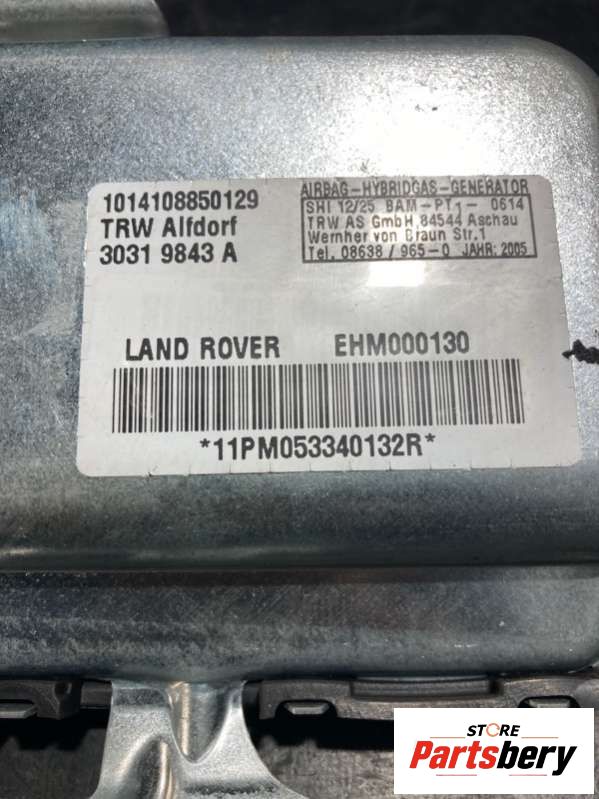 1014108850129
TRW Alfdorf
3031 9843 A
AIRBAG-HYBRIDGAS-GENERATOR
SHI 12/25 BAM-PT1- 0614
TRW AS GmbH 84544 Aschau
Wernher von Braun Str.1
Tel. 08638 / 965-0 JAHR: 2005
LAND ROVER EHM000130
*11PM053340132R*
STORE
Partsbery